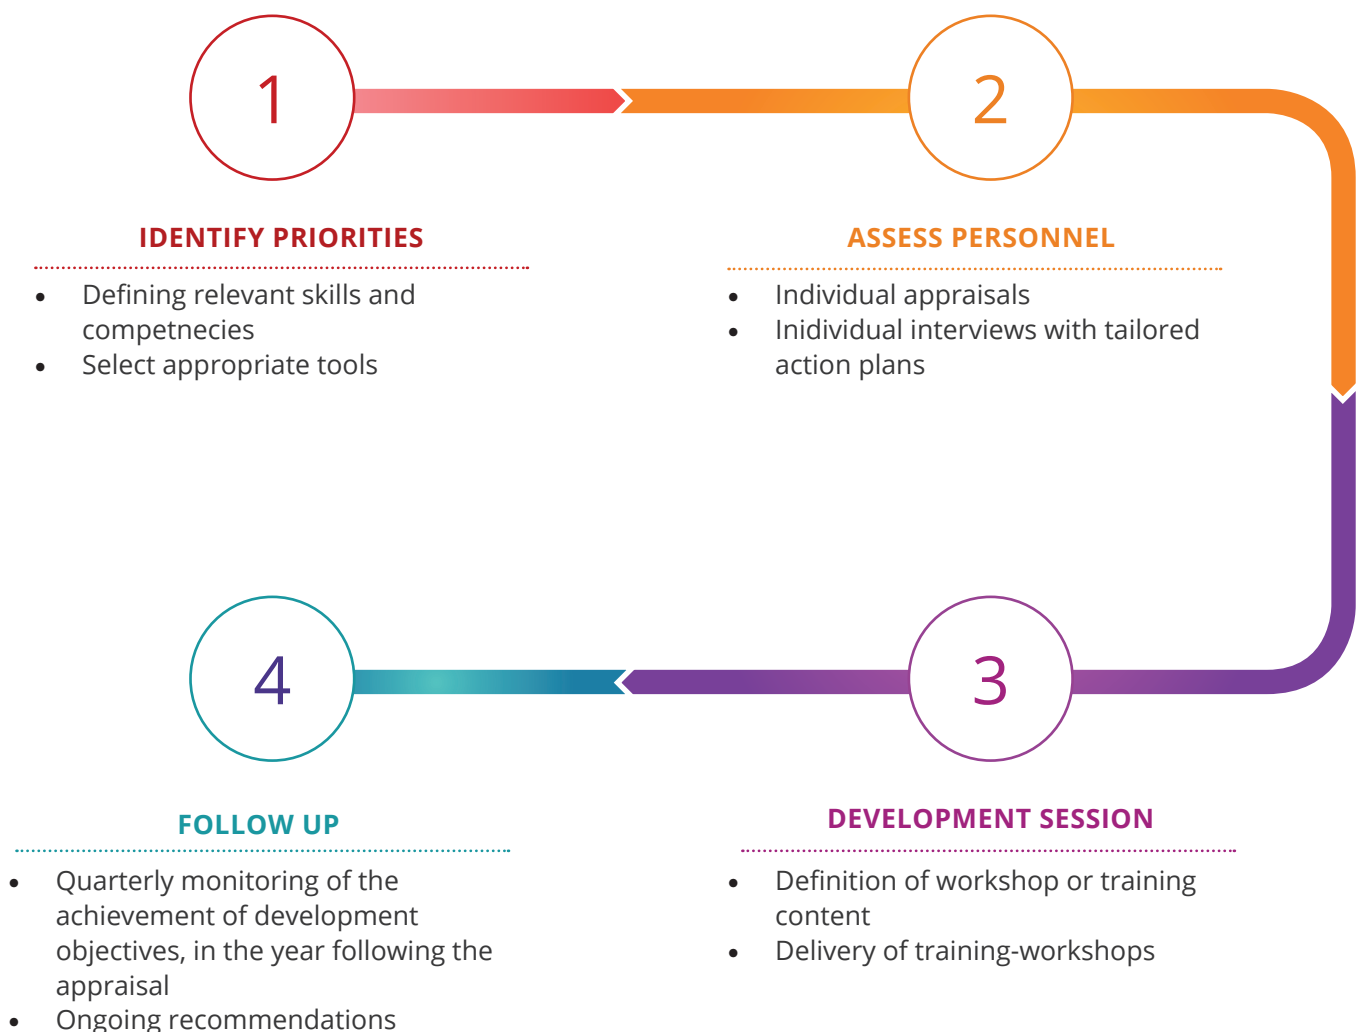 1
IDENTIFY PRIORITIES
• Defining relevant skills and
competnecies
• Select appropriate tools
2
ASSESS PERSONNEL
• Individual appraisals
• Inidividual interviews with tailored
action plans
3
DEVELOPMENT SESSION
• Definition of workshop or training
content
• Delivery of training-workshops
4
FOLLOW UP
• Quarterly monitoring of the
achievement of development
objectives, in the year following the
appraisal
• Ongoing recommendations